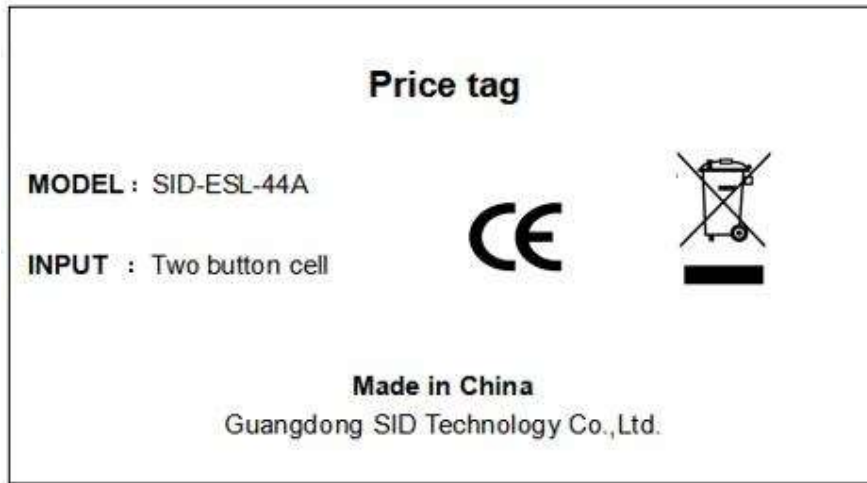 Price tag
MODEL： SID-ESL-44A
INPUT ： Two button cell
CE
Made in China
Guangdong SID Technology Co.,Ltd.